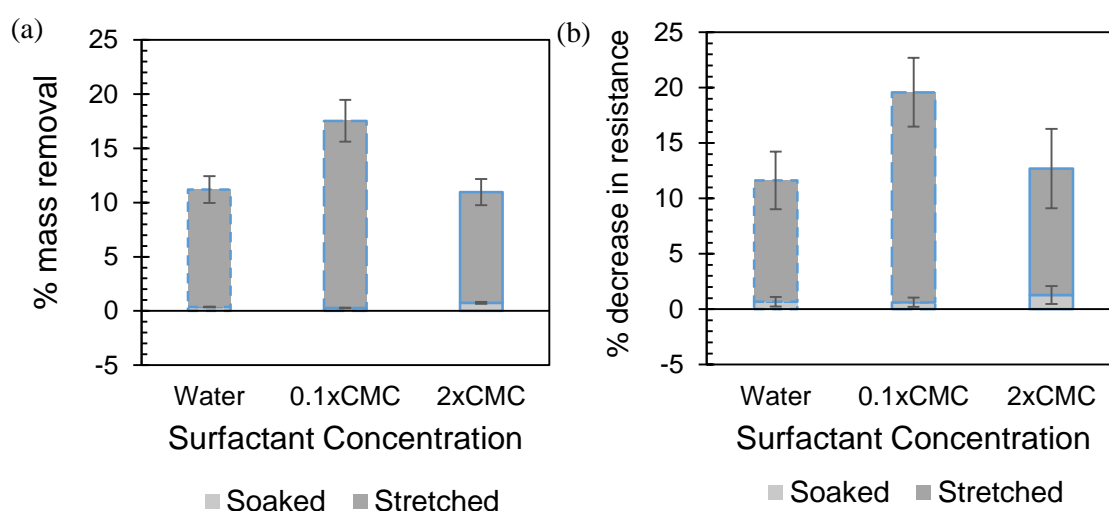 (a)
% mass removal
25
20
15
10
5
0
-5
Water 0.1xCMC 2xCMC
Surfactant Concentration
Soaked Stretched
(b)
% decrease in resistance
25
20
15
10
5
0
-5
Water 0.1xCMC 2xCMC
Surfactant Concentration
Soaked Stretched